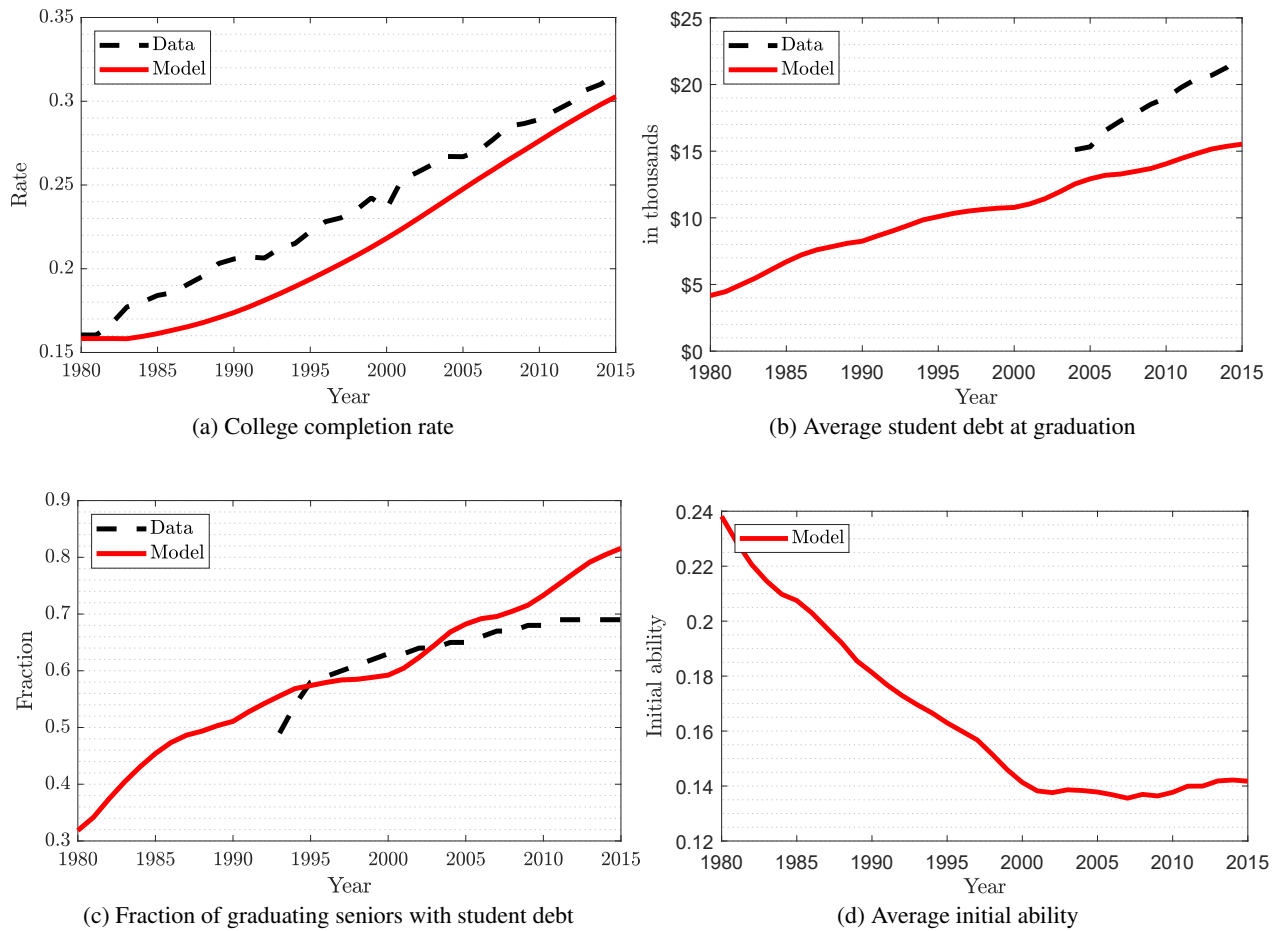 0.35
0.3
0.25
0.2
0.15
Rate
Data
Model
1980 1985 1990 1995 2000 2005 2010 2015
Year
(a) College completion rate
$25
$20
$15
$10
$5
$0
in thousands
Data
Model
1980 1985 1990 1995 2000 2005 2010 2015
Year
(b) Average student debt at graduation
0.9
0.8
0.7
0.6
0.5
0.4
0.3
Fraction
Data
Model
1980 1985 1990 1995 2000 2005 2010 2015
Year
(c) Fraction of graduating seniors with student debt
0.24
0.22
0.2
0.18
0.16
0.14
0.12
Initial ability
Model
1980 1985 1990 1995 2000 2005 2010 2015
Year
(d) Average initial ability